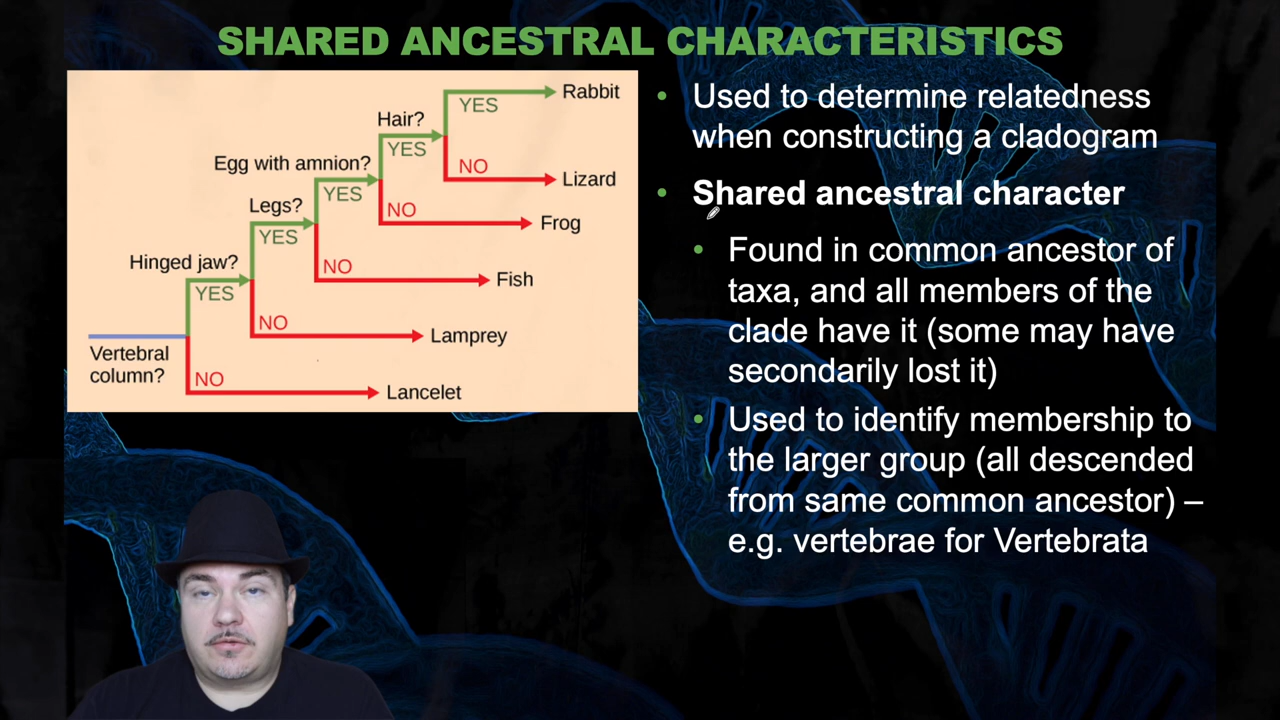 SHARED ANCESTRAL CHARACTERISTICS
Rabbit
YES
Hair?
YES
NO
Lizard
Egg with amnion?
YES
NO
Frog
Legs?
YES
NO
Fish
Hinged jaw?
YES
NO
Lamprey
Vertebral
column?
NO
Lancelet
• Used to determine relatedness
when constructing a cladogram
• Shared ancestral character
• Found in common ancestor of
taxa, and all members of the
clade have it (some may have
secondarily lost it)
• Used to identify membership to
the larger group (all descended
from same common ancestor) –
e.g. vertebrae for Vertebrata